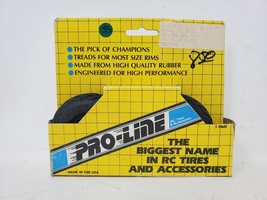 THE PICK OF CHAMPIONS
TREADS FOR MOST SIZE RIMS
MADE FROM HIGH QUALITY RUBBER
ENGINEERED FOR HIGH PERFORMANCE
PRO-LINE
THE
BIGGEST NAME
IN RC TIRES
AND ACCESSORIES
MADE IN THE USA